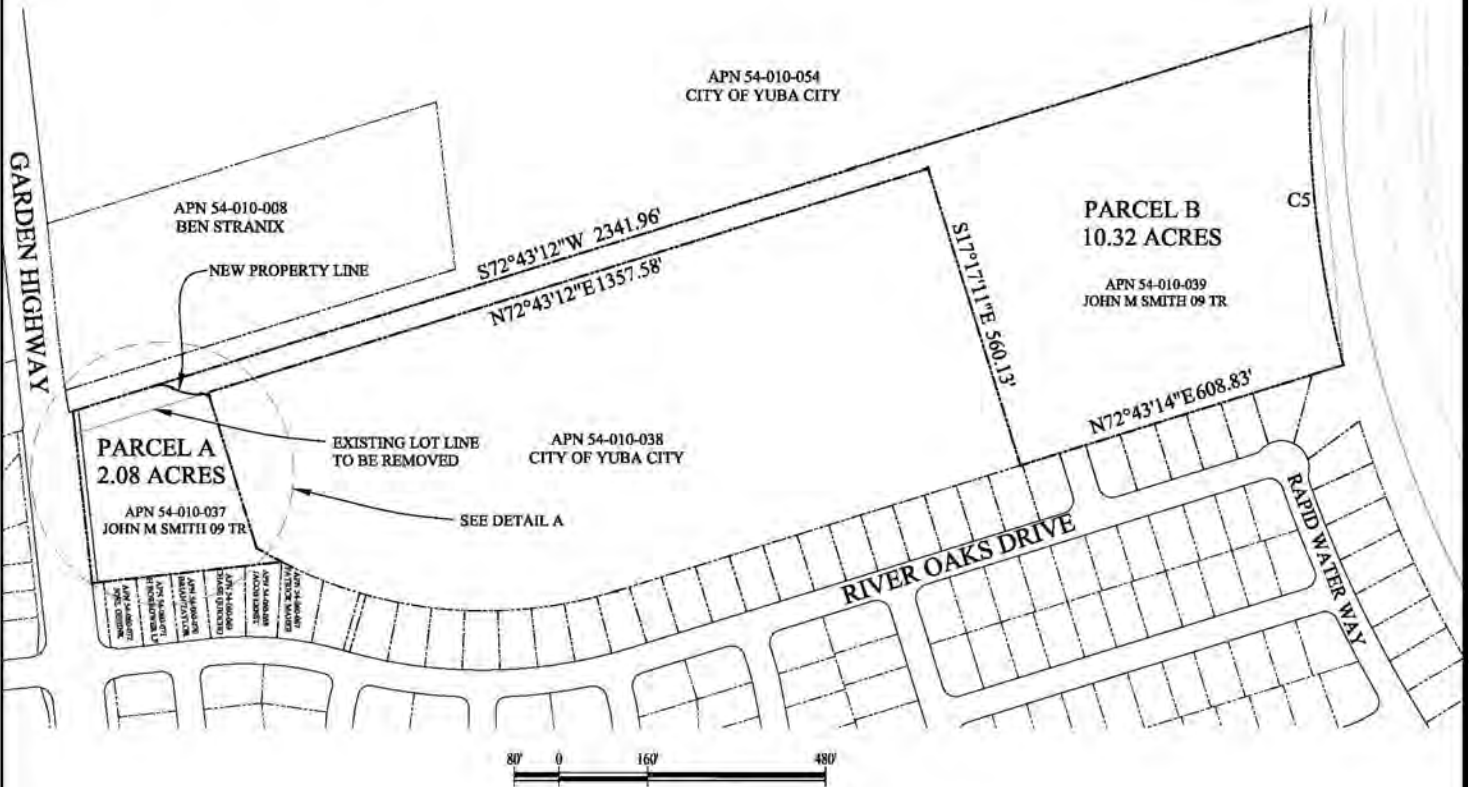 APN 54-010-054
CITY OF YUBA CITY
GARDEN HIGHWAY
APN 54-010-008
BEN STRANIX
NEW PROPERTY LINE
S72°43'12"W 2341.96'
N72°43'12"E 1357.58'
S17°17'11"E 560.13'
C5
PARCEL B
10.32 ACRES
APN 54-010-039
JOHN M SMITH 09 TR
N72°43'14"E 608.83'
PARCEL A
2.08 ACRES
APN 54-010-037
JOHN M SMITH 09 TR
EXISTING LOT LINE
TO BE REMOVED
APN 54-010-038
CITY OF YUBA CITY
SEE DETAIL A
RIVER OAKS DRIVE
RAPID WATER WAY
80' 0 160' 480'